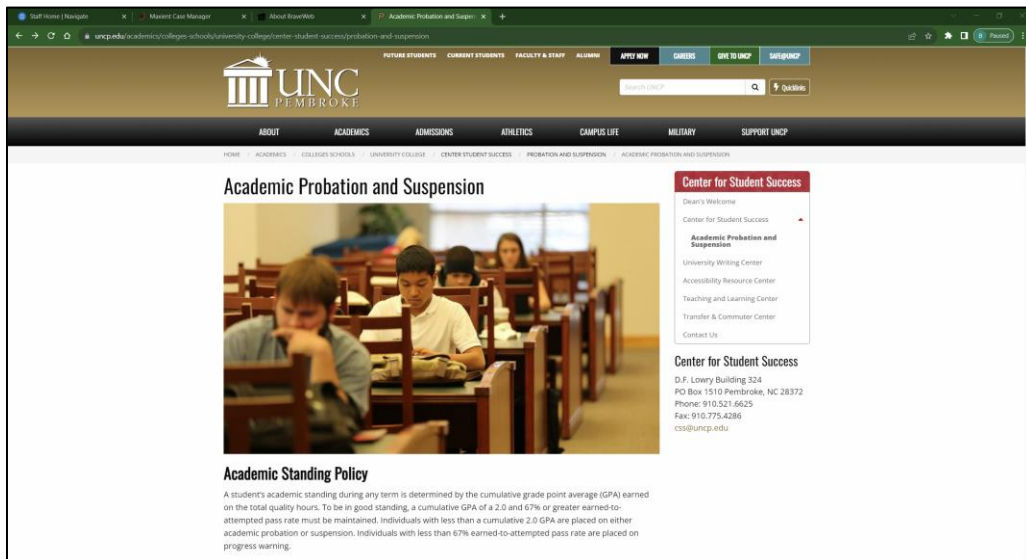 Staff Home | Navigate
Maxient Case Manager
About BraveWeb
Academic Probation and Suspen
uncp.edu/academics/colleges-schools/university-college/center-student-success/probation-and-suspension
B Paused
FUTURE STUDENTS CURRENT STUDENTS FACULTY & STAFF ALUMNI APPLY NOW CAREERS GIVE TO UNCP SAFE@UNCP
UNC
PEMBROKE
Search UNCP
Quicklinks
ABOUT ACADEMICS ADMISSIONS ATHLETICS CAMPUS LIFE MILITARY SUPPORT UNCP
HOME / ACADEMICS / COLLEGES SCHOOLS / UNIVERSITY COLLEGE / CENTER STUDENT SUCCESS / PROBATION AND SUSPENSION / ACADEMIC PROBATION AND SUSPENSION
Academic Probation and Suspension
Center for Student Success
Dean's Welcome
Center for Student Success
Academic Probation and
Suspension
University Writing Center
Accessibility Resource Center
Teaching and Learning Center
Transfer & Commuter Center
Contact Us
Center for Student Success
D.F. Lowry Building 324
PO Box 1510 Pembroke, NC 28372
Phone: 910.521.6625
Fax: 910.775.4286
css@uncp.edu
Academic Standing Policy
A student's academic standing during any term is determined by the cumulative grade point average (GPA) earned
on the total quality hours. To be in good standing, a cumulative GPA of a 2.0 and 67% or greater earned-to-
attempted pass rate must be maintained. Individuals with less than a cumulative 2.0 GPA are placed on either
academic probation or suspension. Individuals with less than 67% earned-to-attempted pass rate are placed on
progress warning.